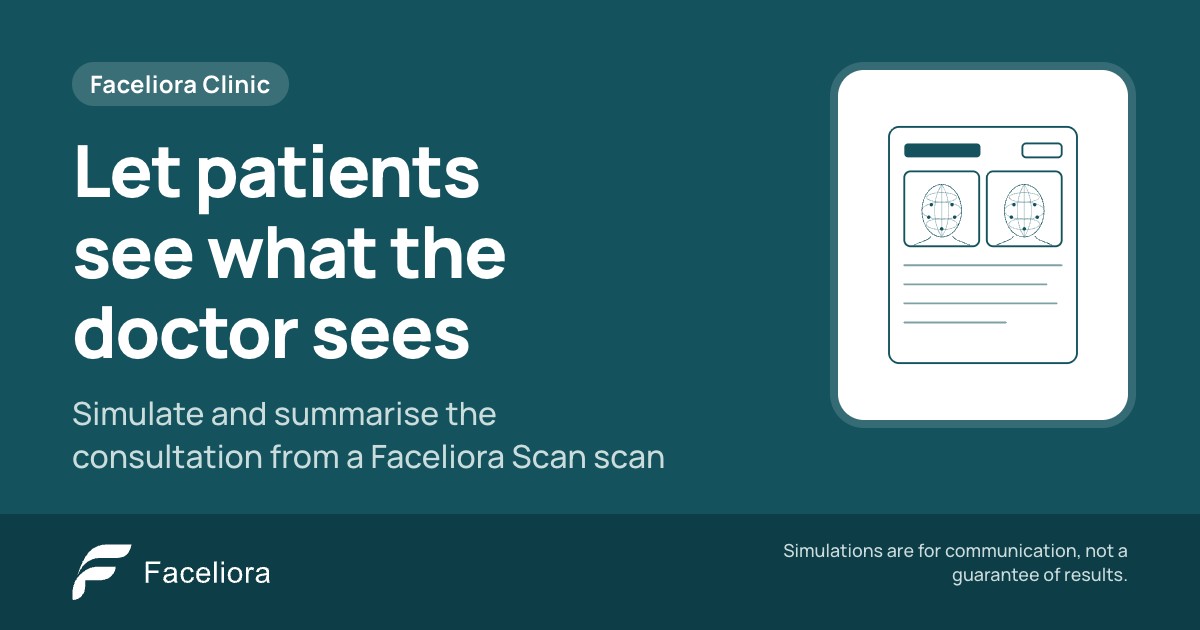 Faceliora Clinic
Let patients
see what the
doctor sees
Simulate and summarise the
consultation from a Faceliora Scan scan
Faceliora
Simulations are for communication, not a
guarantee of results.